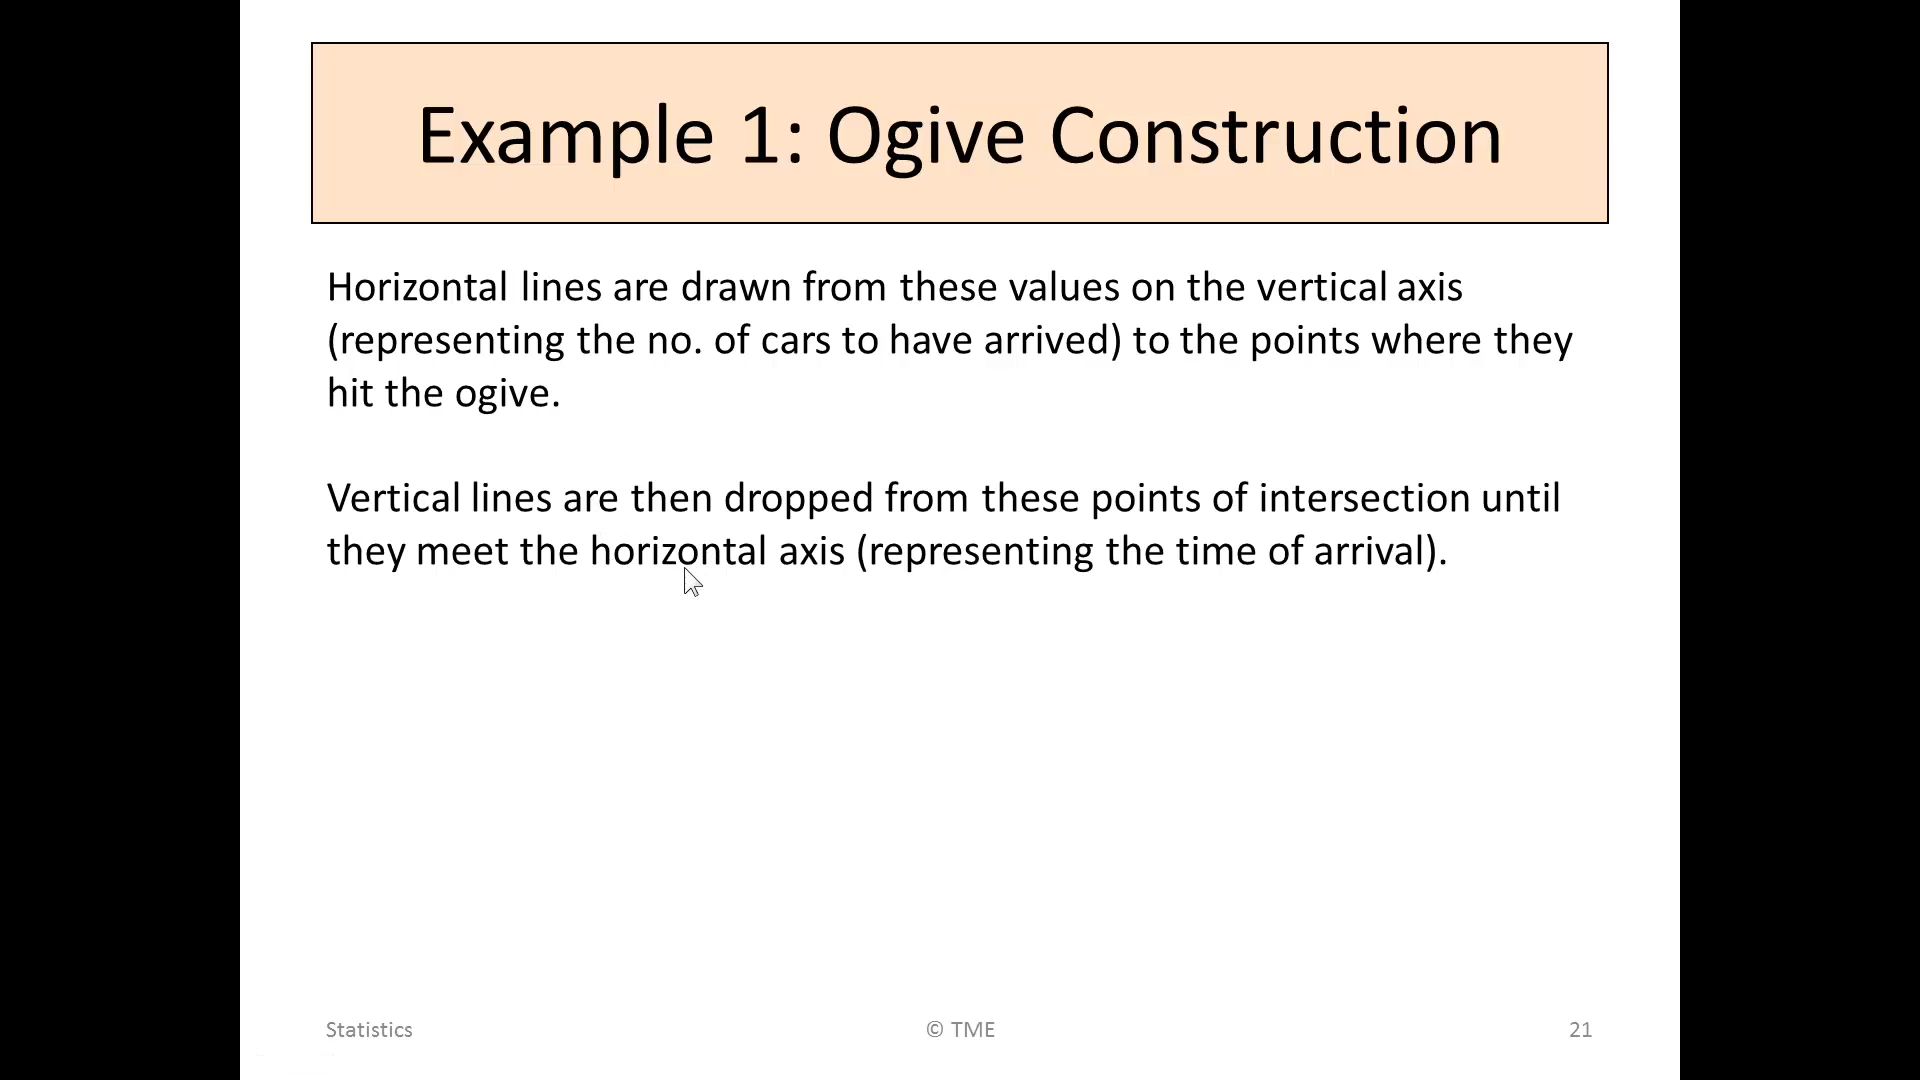 Example 1: Ogive Construction
Horizontal lines are drawn from these values on the vertical axis
(representing the no. of cars to have arrived) to the points where they
hit the ogive.
Vertical lines are then dropped from these points of intersection until
they meet the horizontal axis (representing the time of arrival).
Statistics
© TME
21